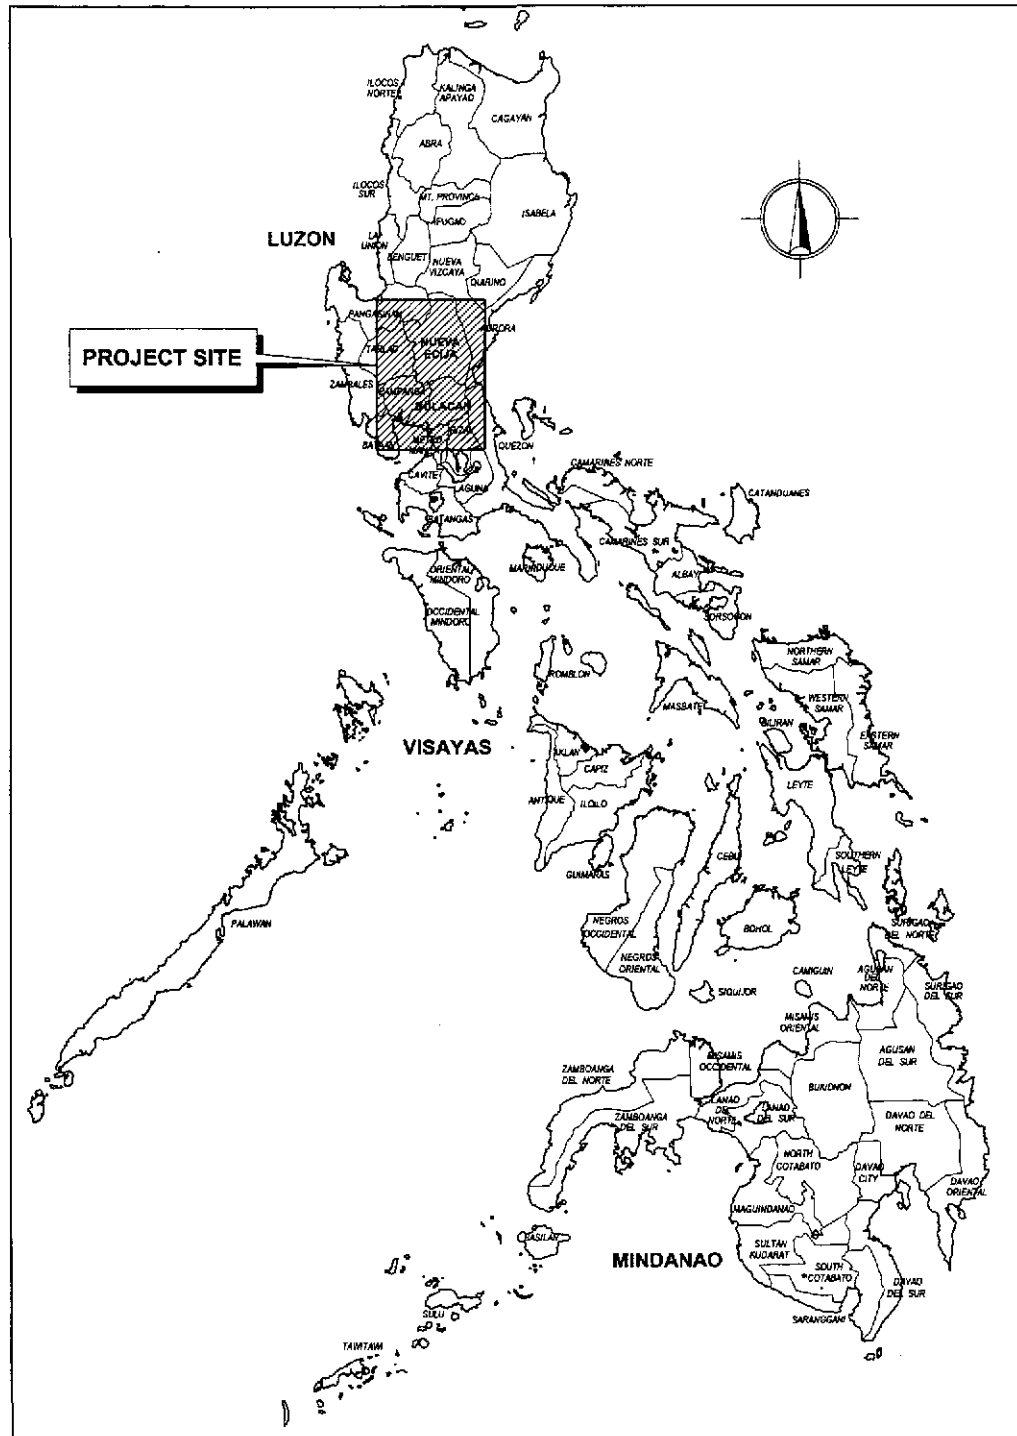 ILOCOS
NORTE
KALINGA
APAYAO
CAGAYAN
ABRA
ILOCOS
SUR
MT. PROVINCE
IFUGAO
ISABELA
LUZON
LA
UNION
BENGUET
NUEVA
VIZCAYA
QUIRINO
PANGASINAN
AURORA
NUEVA
ECIJA
TARLAC
PROJECT SITE
ZAMBALES
PAMPANGA
BULACAN
RIZAL
BATAAN
METRO
MANILA
QUEZON
CAVITE
LAGUNA
BATANGAS
CAMARINES NORTE
CATANDUANES
CAMARINES SUR
ORIENTAL
MINDORO
MARINDUQUE
ALBAY
OCCIDENTAL
MINDORO
SORSOGON
NORTHERN
SAMAR
ROMBLON
MASBATE
WESTERN
SAMAR
BILIRAN
EASTERN
SAMAR
VISAYAS
AKLAN
CAPIZ
LEYTE
ANTIQUE
ILOILO
CEBU
SOUTHERN
LEYTE
GUIMARAS
PALAWAN
NEGROS
OCCIDENTAL
BOHOL
SURIGAO
DEL NORTE
NEGROS
ORIENTAL
CAMIGUIN
AGUSAN
DEL
NORTE
SURIGAO
DEL SUR
SIQUIJOR
MISAMIS
ORIENTAL
AGUSAN
DEL SUR
MISAMIS
OCCIDENTAL
ZAMBOANGA
DEL NORTE
BUKIDNON
LANAO
DEL
NORTE
LANAO
DEL SUR
DAVAO DEL
NORTE
ZAMBOANGA
DEL SUR
NORTH
COTABATO
DAVAO
CITY
DAVAO
ORIENTAL
MAGUINDANAO
BASILAN
SULTAN
KUDARAT
MINDANAO
SOUTH
COTABATO
DAVAO
DEL SUR
SARANGGANI
SULU
TAWITAWI